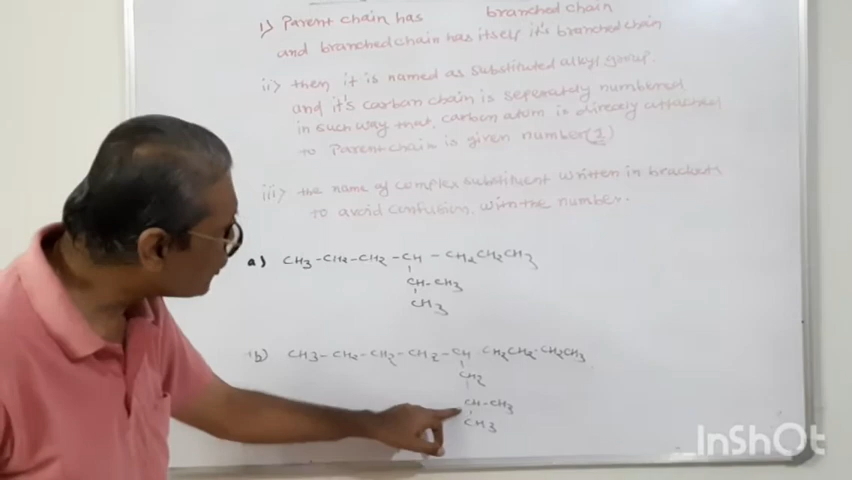 i) Parent chain has branched chain
and branched chain has itself it's branched chain
ii) then it is named as substituted alkyl group.
and it's carbon chain is seperately numbered
in such way that, carbon atom is direcdy attached
to Parent chain is given number (1)
iii) the name of complex substituent written in brackets
to avoid confusion. with the number.
a) CH3-CH2-CH2-CH-CH2CH2CH3
CH-CH3
CH3
b) CH3-CH2-CH2-CH2-CH CH2CH2-CH2CH3
CH2
CH-CH3
CH3
InShOt